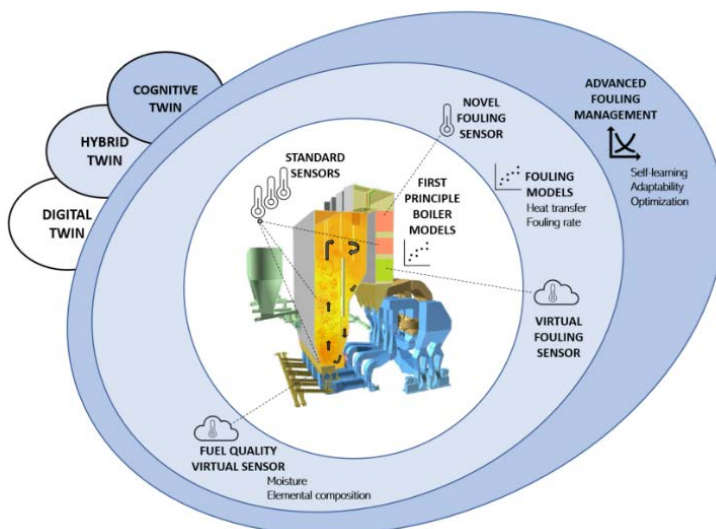 COGNITIVE
TWIN
HYBRID
TWIN
DIGITAL
TWIN
STANDARD
SENSORS
FIRST
PRINCIPLE
BOILER
MODELS
NOVEL
FOULING
SENSOR
FOULING
MODELS
Heat transfer
Fouling rate
ADVANCED
FOULING
MANAGEMENT
Self-learning
Adaptability
Optimization
VIRTUAL
FOULING
SENSOR
FUEL QUALITY
VIRTUAL SENSOR
Moisture
Elemental composition